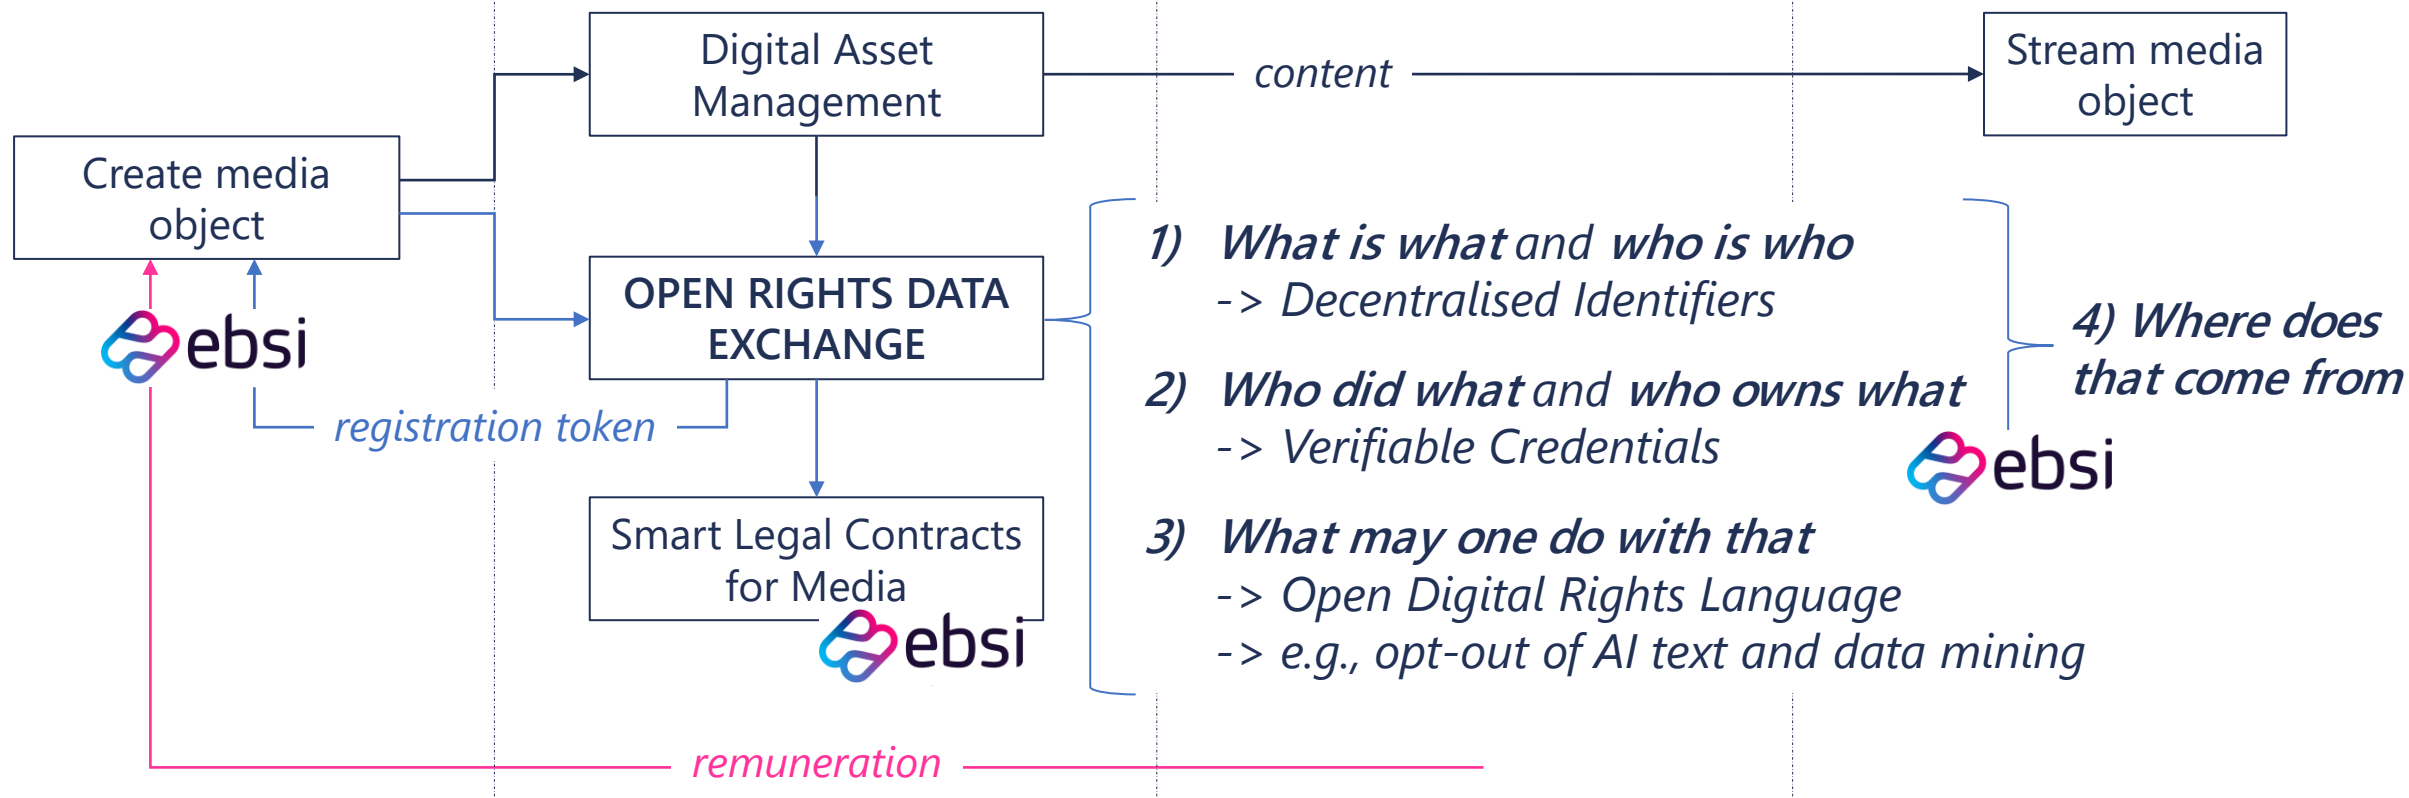 Digital Asset
Management
content
Stream media
object
Create media
object
OPEN RIGHTS DATA
EXCHANGE
ebsi
registration token
Smart Legal Contracts
for Media
ebsi
1) What is what and who is who
-> Decentralised Identifiers
2) Who did what and who owns what
-> Verifiable Credentials
3) What may one do with that
-> Open Digital Rights Language
-> e.g., opt-out of AI text and data mining
4) Where does
that come from
ebsi
remuneration